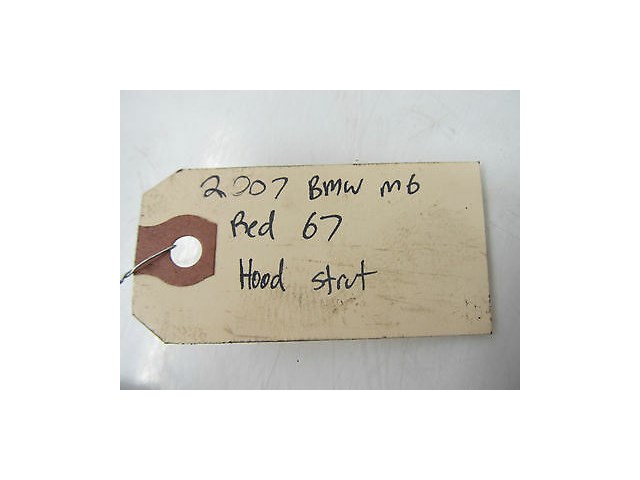 2007 BMW M6
Red 67
Hood strut